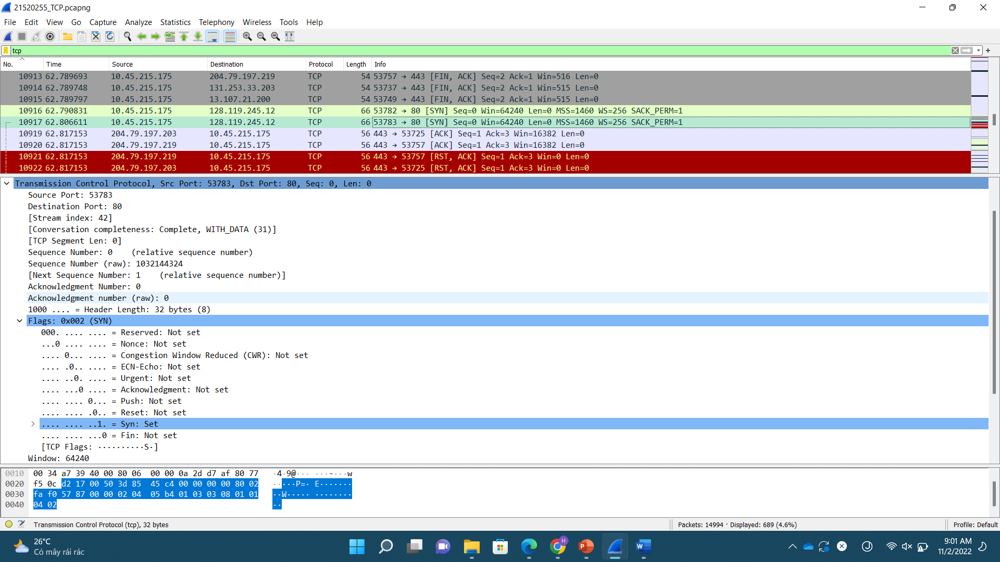 21520255_TCP.pcapng
File Edit View Go Capture Analyze Statistics Telephony Wireless Tools Help
tcp
No. Time Source Destination Protocol Length Info
10913 62.789693 10.45.215.175 204.79.197.219 TCP 54 53757 → 443 [FIN, ACK] Seq=2 Ack=1 Win=516 Len=0
10914 62.789748 10.45.215.175 131.253.33.203 TCP 54 53737 → 443 [FIN, ACK] Seq=2 Ack=1 Win=515 Len=0
10915 62.789797 10.45.215.175 13.107.21.200 TCP 54 53749 → 443 [FIN, ACK] Seq=2 Ack=1 Win=515 Len=0
10916 62.790831 10.45.215.175 128.119.245.12 TCP 66 53782 → 80 [SYN] Seq=0 Win=64240 Len=0 MSS=1460 WS=256 SACK_PERM=1
10917 62.806611 10.45.215.175 128.119.245.12 TCP 66 53783 → 80 [SYN] Seq=0 Win=64240 Len=0 MSS=1460 WS=256 SACK_PERM=1
10919 62.817153 204.79.197.203 10.45.215.175 TCP 56 443 → 53725 [ACK] Seq=1 Ack=3 Win=16382 Len=0
10920 62.817153 204.79.197.219 10.45.215.175 TCP 56 443 → 53757 [ACK] Seq=1 Ack=3 Win=16382 Len=0
10921 62.817153 204.79.197.219 10.45.215.175 TCP 56 443 → 53757 [RST, ACK] Seq=1 Ack=3 Win=0 Len=0
10922 62.817153 204.79.197.203 10.45.215.175 TCP 56 443 → 53725 [RST, ACK] Seq=1 Ack=3 Win=0 Len=0
Transmission Control Protocol, Src Port: 53783, Dst Port: 80, Seq: 0, Len: 0
Source Port: 53783
Destination Port: 80
[Stream index: 42]
[Conversation completeness: Complete, WITH_DATA (31)]
[TCP Segment Len: 0]
Sequence Number: 0 (relative sequence number)
Sequence Number (raw): 1032144324
[Next Sequence Number: 1 (relative sequence number)]
Acknowledgment Number: 0
Acknowledgment number (raw): 0
1000 .... = Header Length: 32 bytes (8)
Flags: 0x002 (SYN)
000. .... .... = Reserved: Not set
...0 .... .... = Nonce: Not set
.... 0... .... = Congestion Window Reduced (CWR): Not set
.... .0.. .... = ECN-Echo: Not set
.... ..0. .... = Urgent: Not set
.... ...0 .... = Acknowledgment: Not set
.... .... 0... = Push: Not set
.... .... .0.. = Reset: Not set
.... .... ..1. = Syn: Set
.... .... ...0 = Fin: Not set
[TCP Flags: ··········S·]
Window: 64240
0010 00 34 a7 39 40 00 80 06 00 00 0a 2d d7 af 80 77 ·4·9@··· ···-···w
0020 f5 0c d2 17 00 50 3d 85 45 c4 00 00 00 00 80 02 ·····P=· E·······
0030 fa f0 57 87 00 00 02 04 05 b4 01 03 03 08 01 01 ··W····· ········
0040 04 02 ··
Transmission Control Protocol (tcp), 32 bytes
Packets: 14994 · Displayed: 689 (4.6%)
Profile: Default
26°C
Có mây rải rác
9:01 AM
11/2/2022